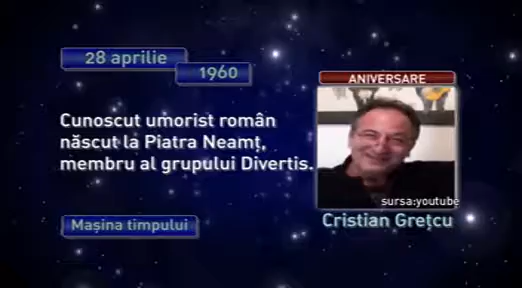 28 aprilie
1960
ANIVERSARE
Cunoscut umorist român
născut la Piatra Neamț,
membru al grupului Divertis.
sursa:youtube
Cristian Grețcu
Mașina timpului